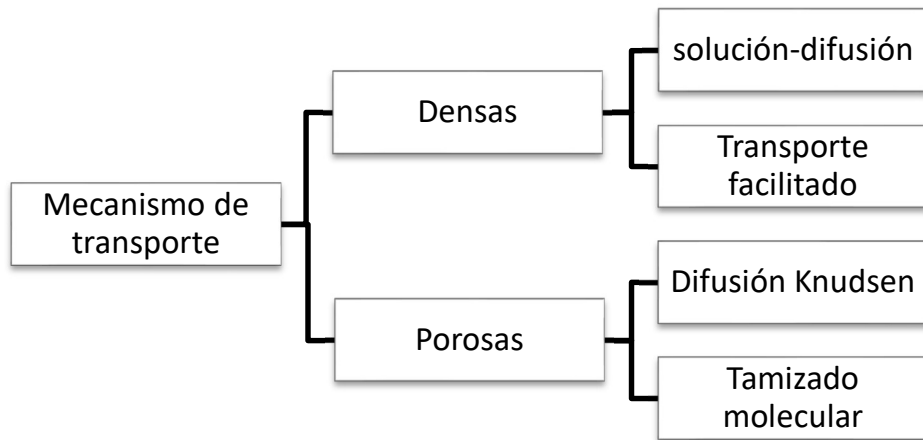 Mecanismo de
transporte
Densas
solución-difusión
Transporte
facilitado
Porosas
Difusión Knudsen
Tamizado
molecular